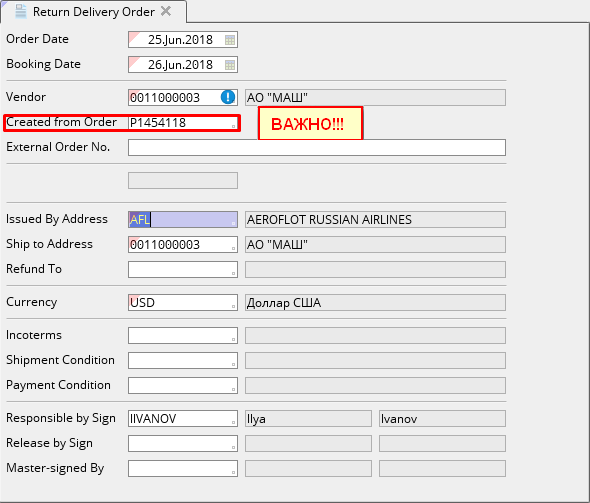 Return Delivery Order
Order Date 25.Jun.2018
Booking Date 26.Jun.2018
Vendor 0011000003 АО "МАШ"
Created from Order P1454118 ВАЖНО!!!
External Order No.
Issued By Address AFL AEROFLOT RUSSIAN AIRLINES
Ship to Address 0011000003 АО "МАШ"
Refund To
Currency USD Доллар США
Incoterms
Shipment Condition
Payment Condition
Responsible by Sign IIVANOV Ilya Ivanov
Release by Sign
Master-signed By